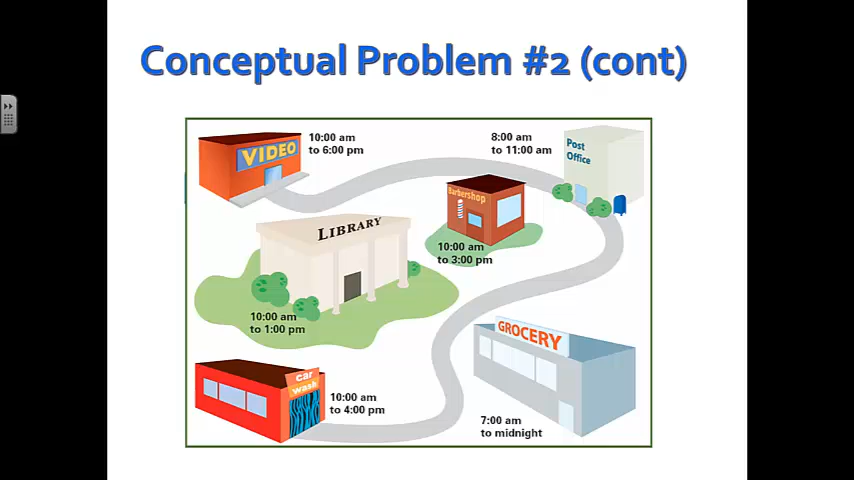 Conceptual Problem #2 (cont)
10:00 am
to 6:00 pm
VIDEO
8:00 am
to 11:00 am
Post
Office
Barbershop
10:00 am
to 3:00 pm
LIBRARY
10:00 am
to 1:00 pm
GROCERY
7:00 am
to midnight
car
wash
10:00 am
to 4:00 pm